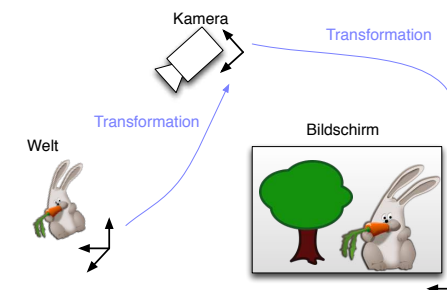 Kamera
Transformation
Transformation
Bildschirm
Welt